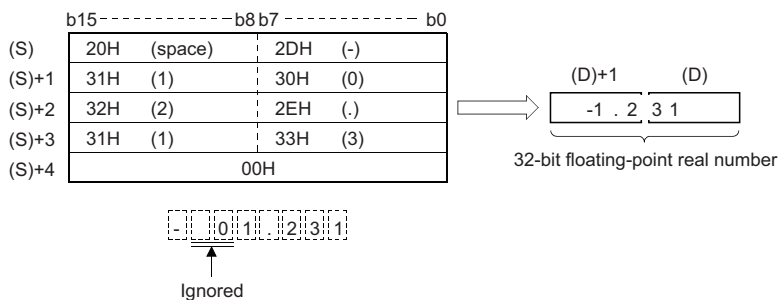 b15 b8 b7 b0
(S) 20H (space) 2DH (-)
(S)+1 31H (1) 30H (0)
(S)+2 32H (2) 2EH (.)
(S)+3 31H (1) 33H (3)
(S)+4 00H
(D)+1 (D)
-1 . 2 3 1
32-bit floating-point real number
- 0 1 . 2 3 1
Ignored